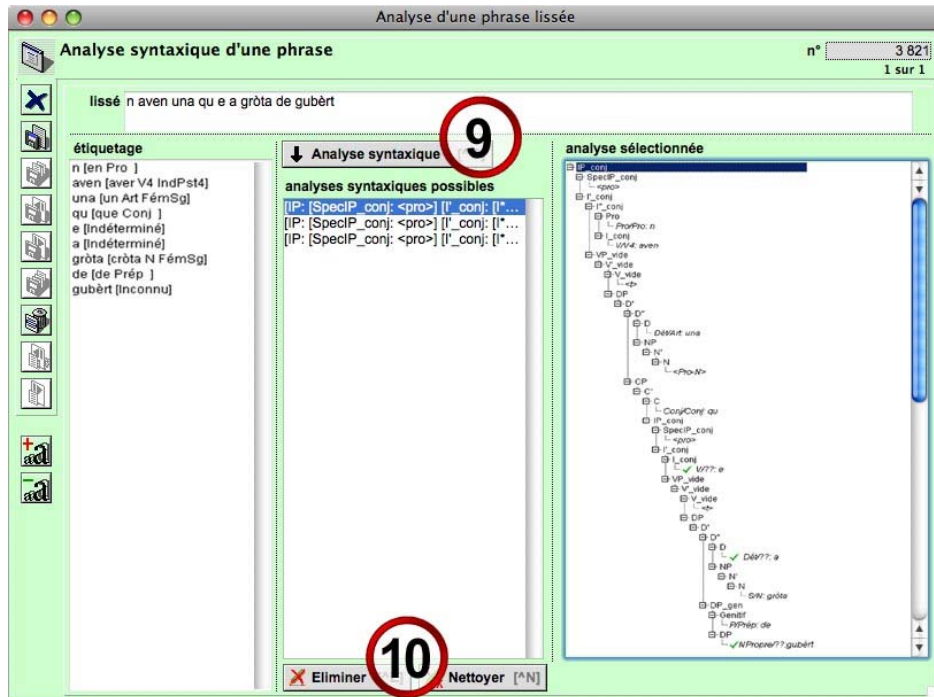 Analyse d'une phrase lissée
Analyse syntaxique d'une phrase
n° 3 821
1 sur 1
lissé n aven una qu e a gròta de gubèrt
étiquetage
n [en Pro ]
aven [aver V4 IndPst4]
una [un Art FémSg]
qu [que Conj ]
e [Indéterminé]
a [Indéterminé]
gròta [cròta N FémSg]
de [de Prép ]
gubèrt [Inconnu]
Analyse syntaxique
9
analyses syntaxiques possibles
[IP: [SpecIP_conj: <pro>] [I'_conj: [I*...
[IP: [SpecIP_conj: <pro>] [I'_conj: [I*...
[IP: [SpecIP_conj: <pro>] [I'_conj: [I*...
10
Eliminer
Nettoyer [^N]
analyse sélectionnée
IP_conj
SpecIP_conj
<pro>
I'_conj
I*_conj
Pro
Pro/Pro: n
I_conj
V/V4: aven
VP_vide
V'_vide
V_vide
<t>
DP
D'
D*
D
Dét/Art: una
NP
N'
N
<Pro-N>
CP
C'
C
Conj/Conj: qu
IP_conj
SpecIP_conj
<pro>
I'_conj
I_conj
V/??: e
VP_vide
V'_vide
V_vide
<t>
DP
D'
D*
D
Dét/??: a
NP
N'
N
S/N: gròta
DP_gen
Genitif
P/Prép: de
DP
NPropre/??:gubèrt